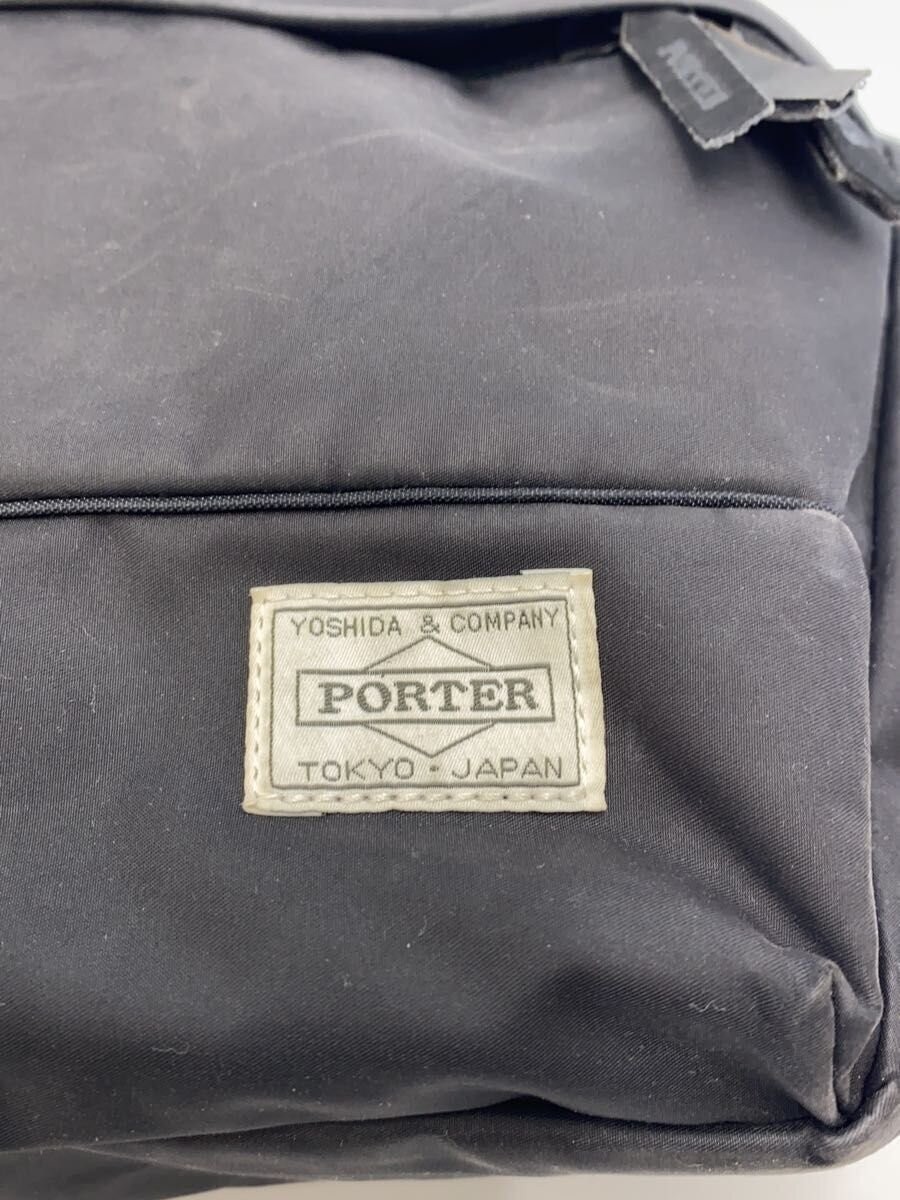 YOSHIDA & COMPANY
PORTER
TOKYO - JAPAN